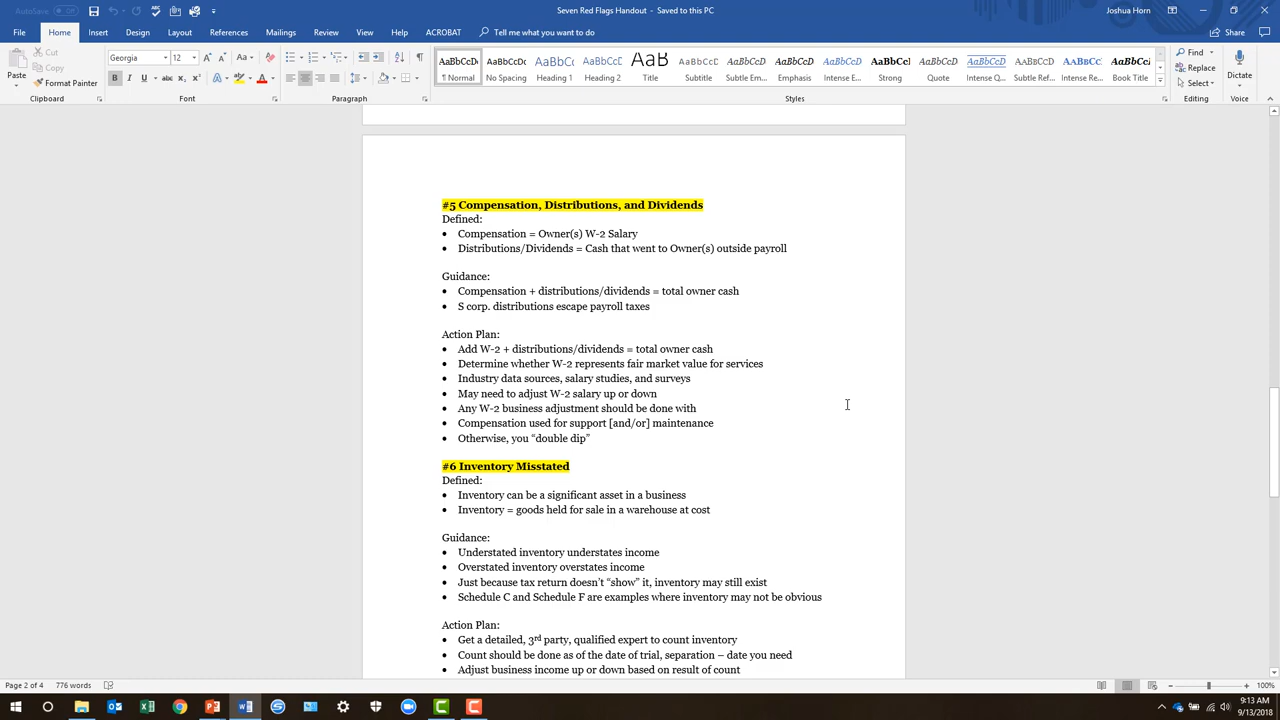 AutoSave Off
Seven Red Flags Handout - Saved to this PC
Joshua Horn
File Home Insert Design Layout References Mailings Review View Help ACROBAT Tell me what you want to do Share
Paste
Cut
Copy
Format Painter
Clipboard
Georgia 12
Font
Paragraph
AaBbCcDc AaBbCcDc AaBbCc AaBbCcD AaB AaBbCcD AaBbCcD AaBbCcD AaBbCcD AaBbCcl AaBbCcD AaBbCcD AaBbCcD AaBbCc AaBbCcl
¶ Normal No Spacing Heading 1 Heading 2 Title Subtitle Subtle Em... Emphasis Intense E... Strong Quote Intense Q... Subtle Ref... Intense Re... Book Title
Styles
Find
Replace
Select
Editing
Dictate
Voice
#5 Compensation, Distributions, and Dividends
Defined:
• Compensation = Owner(s) W-2 Salary
• Distributions/Dividends = Cash that went to Owner(s) outside payroll
Guidance:
• Compensation + distributions/dividends = total owner cash
• S corp. distributions escape payroll taxes
Action Plan:
• Add W-2 + distributions/dividends = total owner cash
• Determine whether W-2 represents fair market value for services
• Industry data sources, salary studies, and surveys
• May need to adjust W-2 salary up or down
• Any W-2 business adjustment should be done with
• Compensation used for support [and/or] maintenance
• Otherwise, you “double dip”
#6 Inventory Misstated
Defined:
• Inventory can be a significant asset in a business
• Inventory = goods held for sale in a warehouse at cost
Guidance:
• Understated inventory understates income
• Overstated inventory overstates income
• Just because tax return doesn’t “show” it, inventory may still exist
• Schedule C and Schedule F are examples where inventory may not be obvious
Action Plan:
• Get a detailed, 3rd party, qualified expert to count inventory
• Count should be done as of the date of trial, separation – date you need
• Adjust business income up or down based on result of count
Page 2 of 4 776 words
100%
9:13 AM
9/13/2018